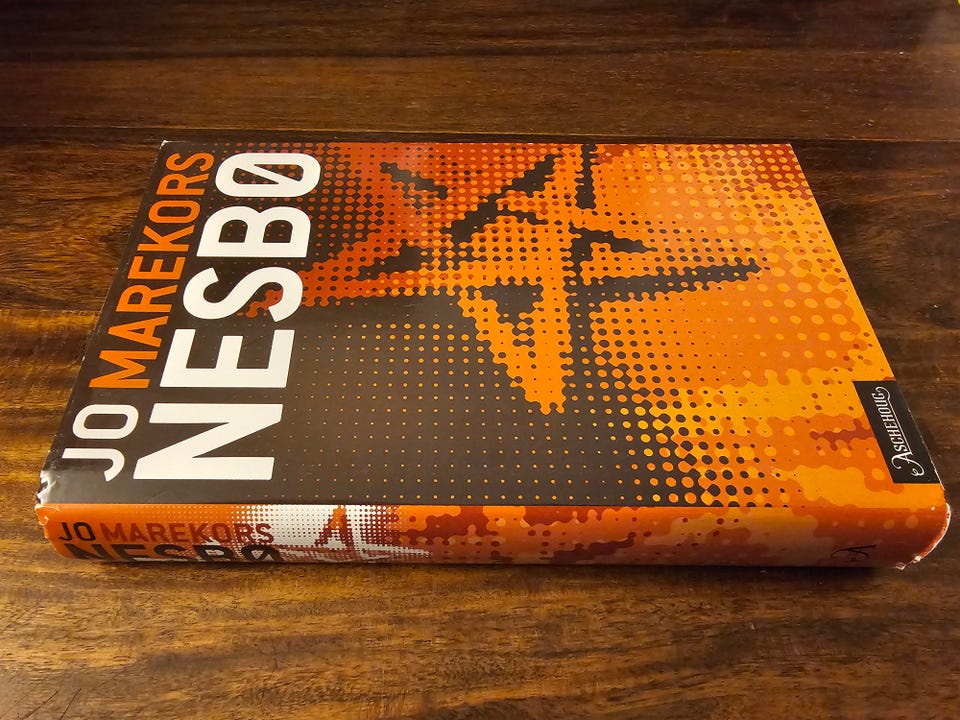 JO MAREKORS
NESBØ
ASCHEHOUG
JO MAREKORS
NESBØ
A